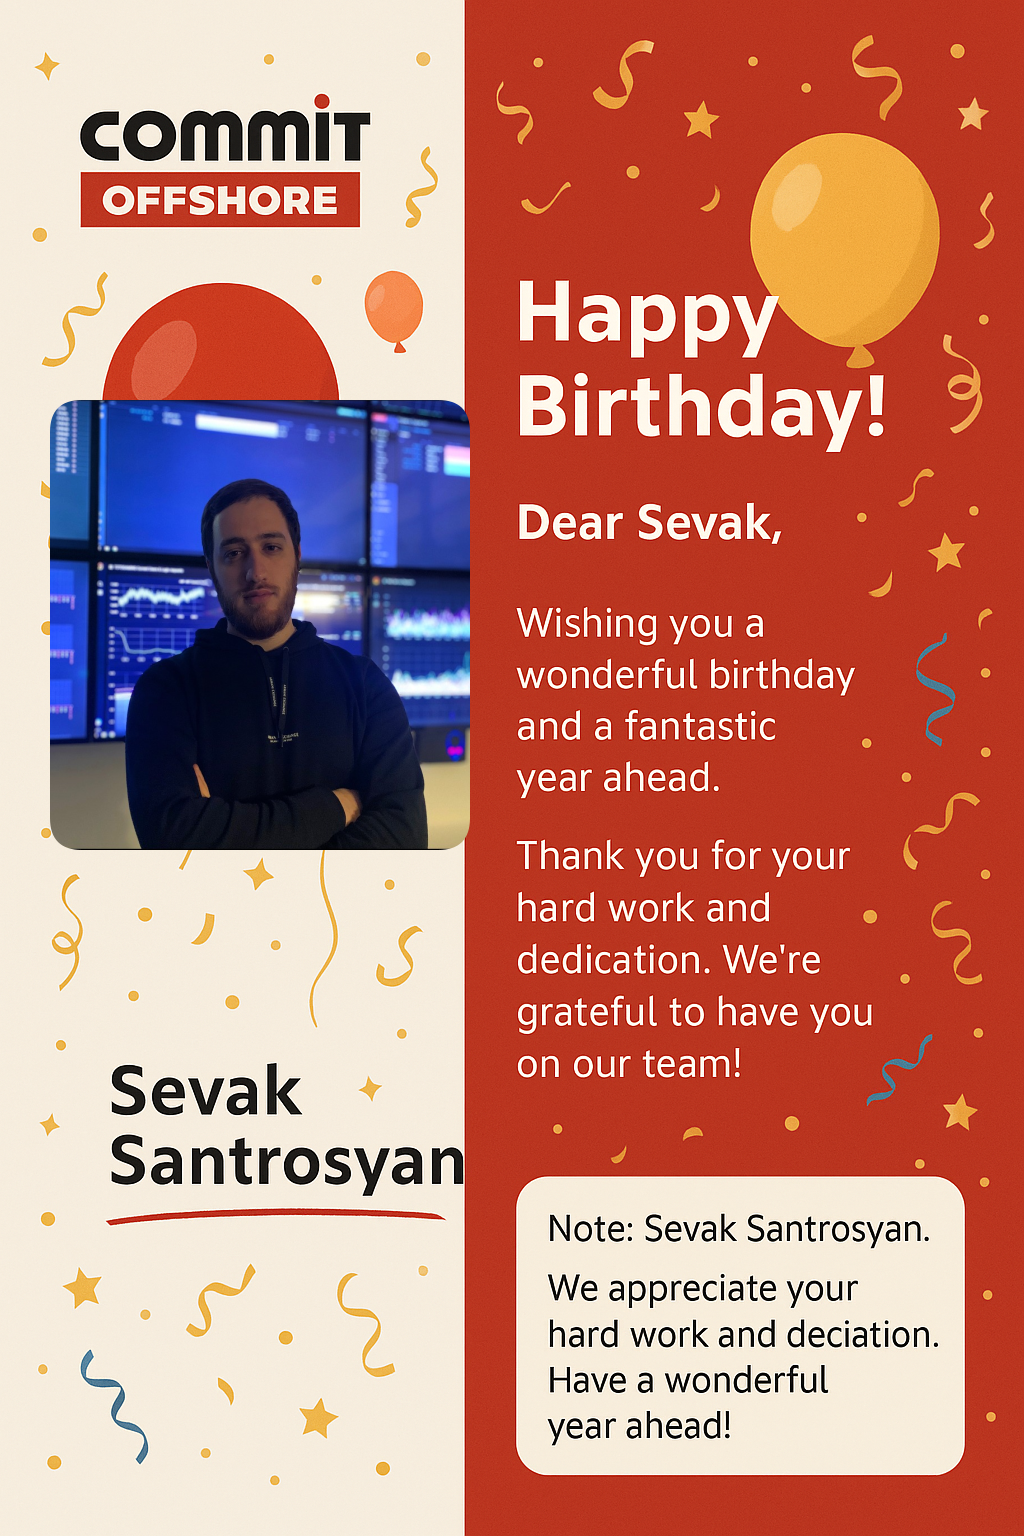 commit
OFFSHORE
Sevak
Santrosyan
Happy
Birthday!
Dear Sevak,
Wishing you a
wonderful birthday
and a fantastic
year ahead.
Thank you for your
hard work and
dedication. We're
grateful to have you
on our team!
Note: Sevak Santrosyan.
We appreciate your
hard work and deciation.
Have a wonderful
year ahead!